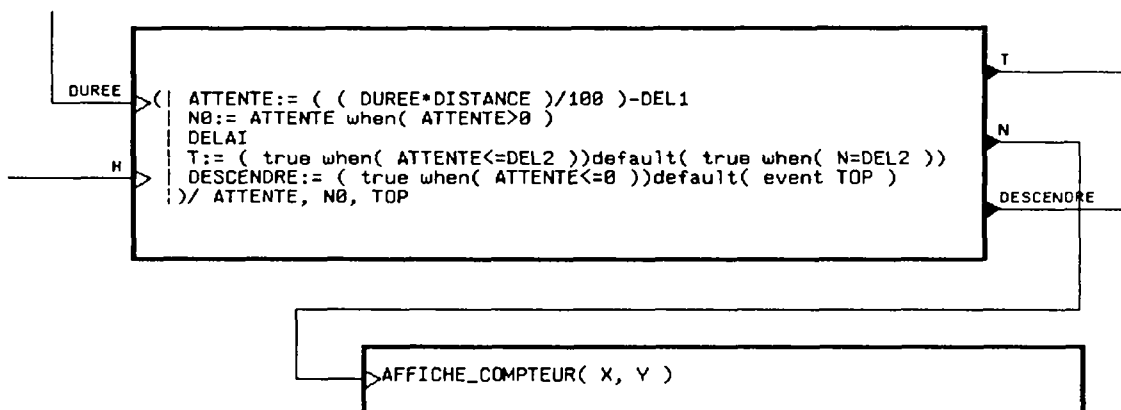 T
DUREE
(| ATTENTE:= ( ( DUREE*DISTANCE )/100 )-DEL1
| N0:= ATTENTE when( ATTENTE>0 )
| DELAI
N
| T:= ( true when( ATTENTE<=DEL2 ))default( true when( N=DEL2 ))
H
| DESCENDRE:= ( true when( ATTENTE<=0 ))default( event TOP )
|)/ ATTENTE, N0, TOP
DESCENDRE
AFFICHE_COMPTEUR( X, Y )